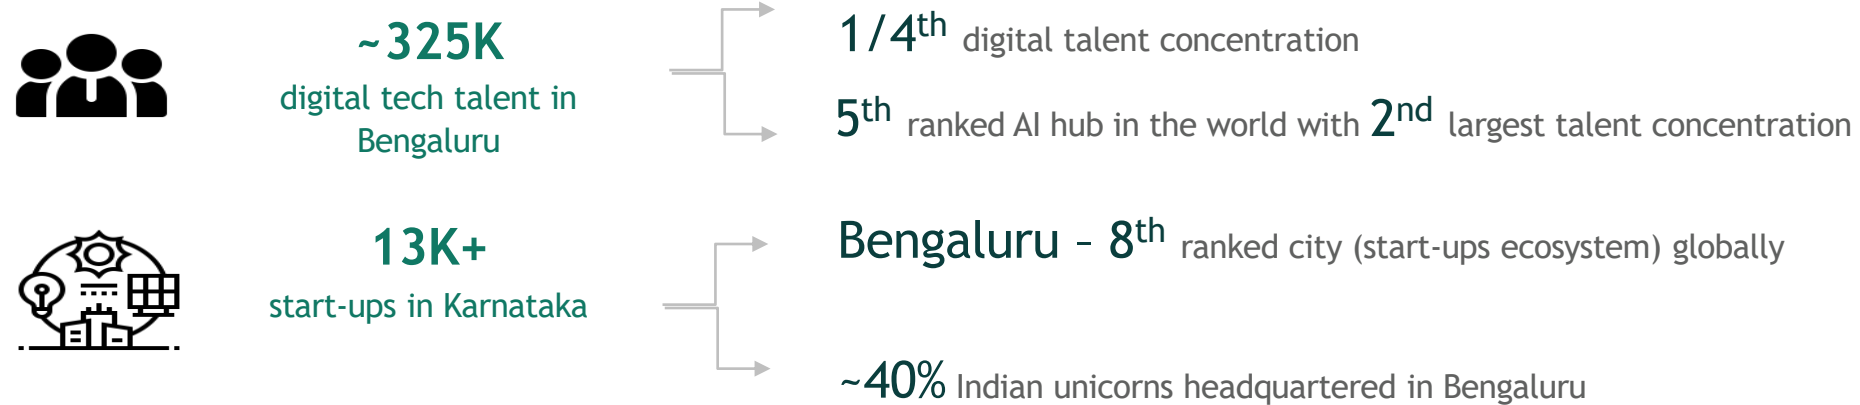 ~325K
digital tech talent in
Bengaluru
1/4th digital talent concentration
5th ranked AI hub in the world with 2nd largest talent concentration
13K+
start-ups in Karnataka
Bengaluru – 8th ranked city (start-ups ecosystem) globally
~40% Indian unicorns headquartered in Bengaluru